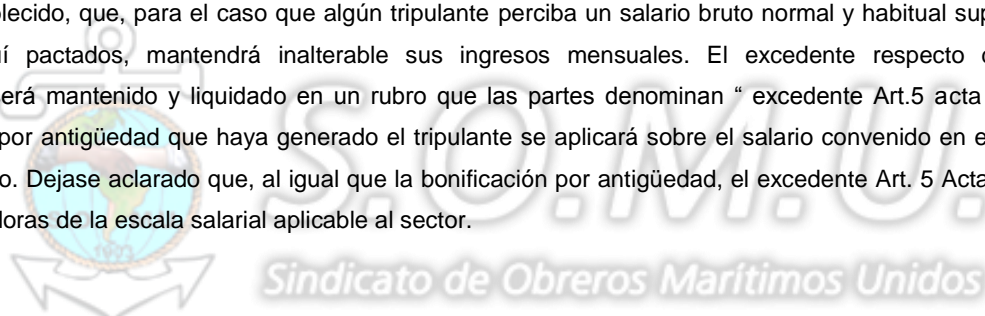 blecido, que, para el caso que algún tripulante perciba un salario bruto normal y habitual sup
uí pactados, mantendrá inalterable sus ingresos mensuales. El excedente respecto
será mantenido y liquidado en un rubro que las partes denominan “ excedente Art.5 acta
por antigüedad que haya generado el tripulante se aplicará sobre el salario convenido en e
o. Dejase aclarado que, al igual que la bonificación por antigüedad, el excedente Art. 5 Acta
doras de la escala salarial aplicable al sector.
S.O.M.U.
1903
Sindicato de Obreros Marítimos Unidos